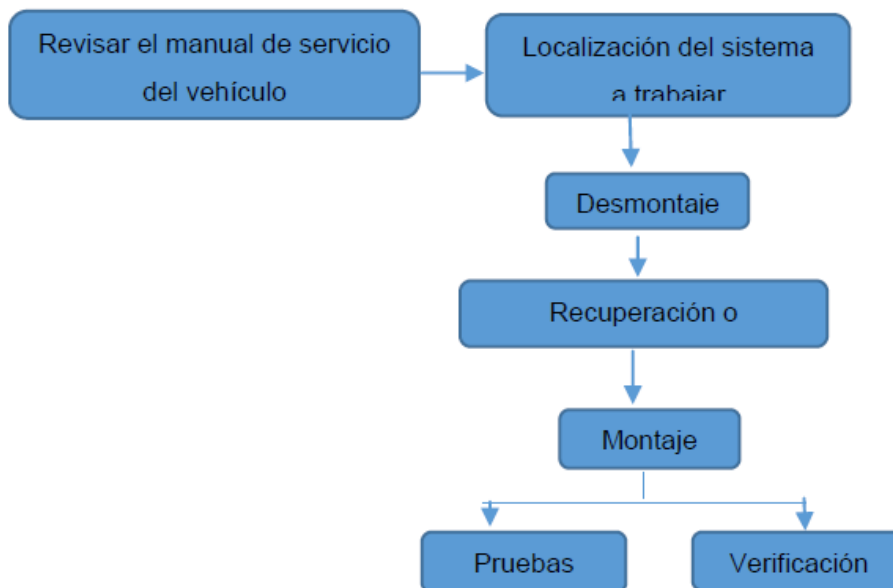 Revisar el manual de servicio
del vehículo
Localización del sistema
a trabajar
Desmontaje
Recuperación o
Montaje
Pruebas
Verificación